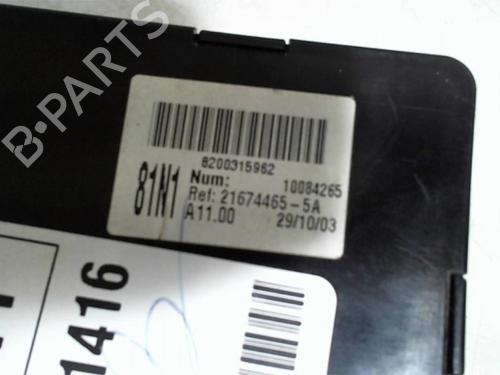 B-PARTS
8200315962
81N1
Num: 10084265
Ref: 21674465-5A
A11.00 29/10/03
1416